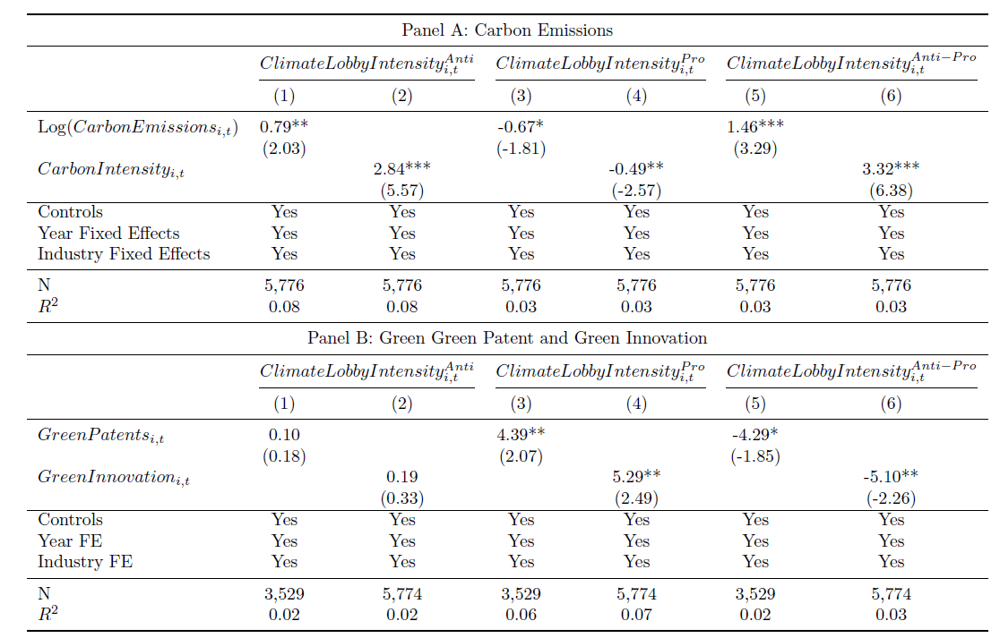 Panel A: Carbon Emissions
ClimateLobbyIntensity_{i,t}^{Anti} ClimateLobbyIntensity_{i,t}^{Pro} ClimateLobbyIntensity_{i,t}^{Anti−Pro}
(1) (2) (3) (4) (5) (6)
Log(CarbonEmissions_{i,t}) 0.79** -0.67* 1.46***
(2.03) (-1.81) (3.29)
CarbonIntensity_{i,t} 2.84*** -0.49** 3.32***
(5.57) (-2.57) (6.38)
Controls Yes Yes Yes Yes Yes Yes
Year Fixed Effects Yes Yes Yes Yes Yes Yes
Industry Fixed Effects Yes Yes Yes Yes Yes Yes
N 5,776 5,776 5,776 5,776 5,776 5,776
R² 0.08 0.08 0.03 0.03 0.03 0.03
Panel B: Green Green Patent and Green Innovation
ClimateLobbyIntensity_{i,t}^{Anti} ClimateLobbyIntensity_{i,t}^{Pro} ClimateLobbyIntensity_{i,t}^{Anti−Pro}
(1) (2) (3) (4) (5) (6)
GreenPatents_{i,t} 0.10 4.39** -4.29*
(0.18) (2.07) (-1.85)
GreenInnovation_{i,t} 0.19 5.29** -5.10**
(0.33) (2.49) (-2.26)
Controls Yes Yes Yes Yes Yes Yes
Year FE Yes Yes Yes Yes Yes Yes
Industry FE Yes Yes Yes Yes Yes Yes
N 3,529 5,774 3,529 5,774 3,529 5,774
R² 0.02 0.02 0.06 0.07 0.02 0.03